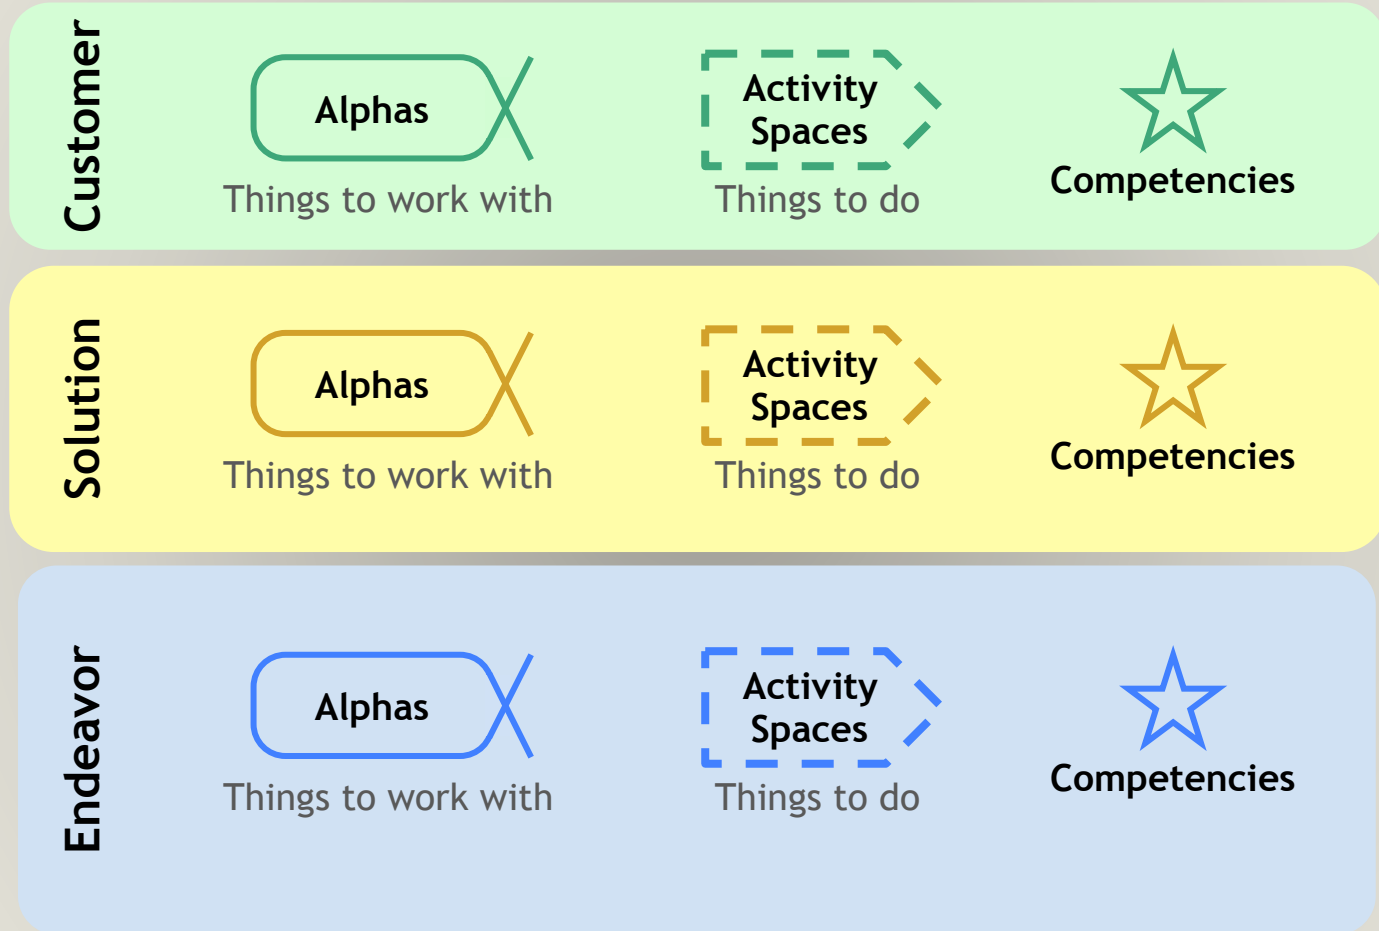 Customer
Alphas
Things to work with
Activity
Spaces
Things to do
Competencies
Solution
Alphas
Things to work with
Activity
Spaces
Things to do
Competencies
Endeavor
Alphas
Things to work with
Activity
Spaces
Things to do
Competencies